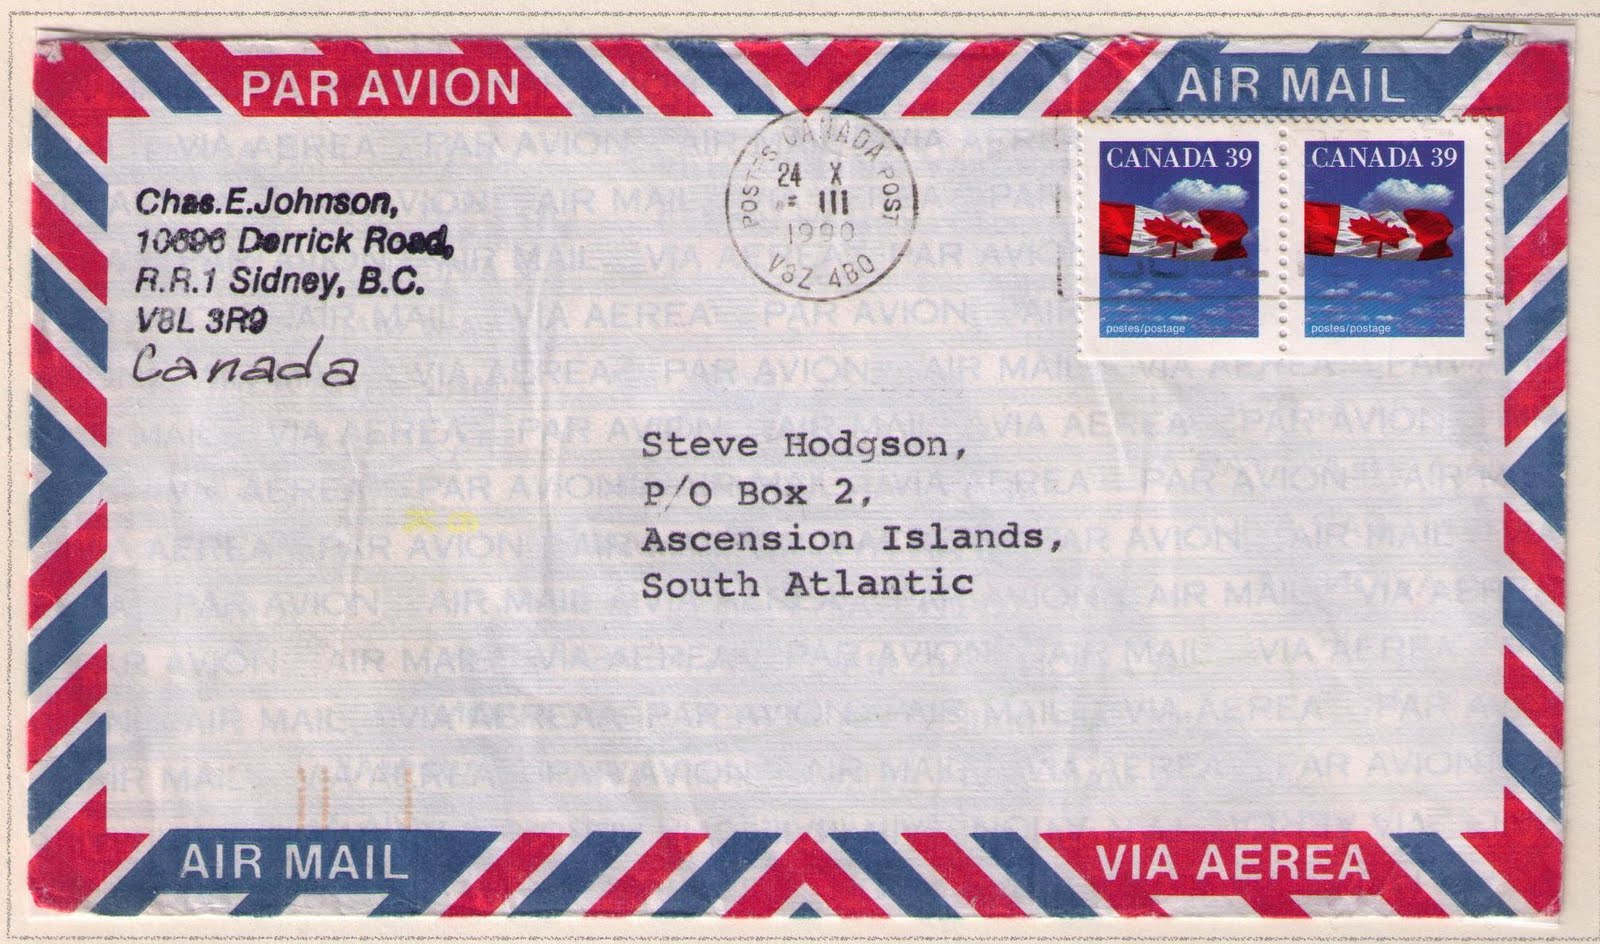 PAR AVION
AIR MAIL
POSTES CANADA POST
24 X
III
1990
V8Z 4B0
CANADA 39
postes/postage
CANADA 39
postes/postage
Chas.E.Johnson,
10696 Derrick Road,
R.R.1 Sidney, B.C.
V8L 3R9
Canada
Steve Hodgson,
P/O Box 2,
Ascension Islands,
South Atlantic
AIR MAIL
VIA AEREA